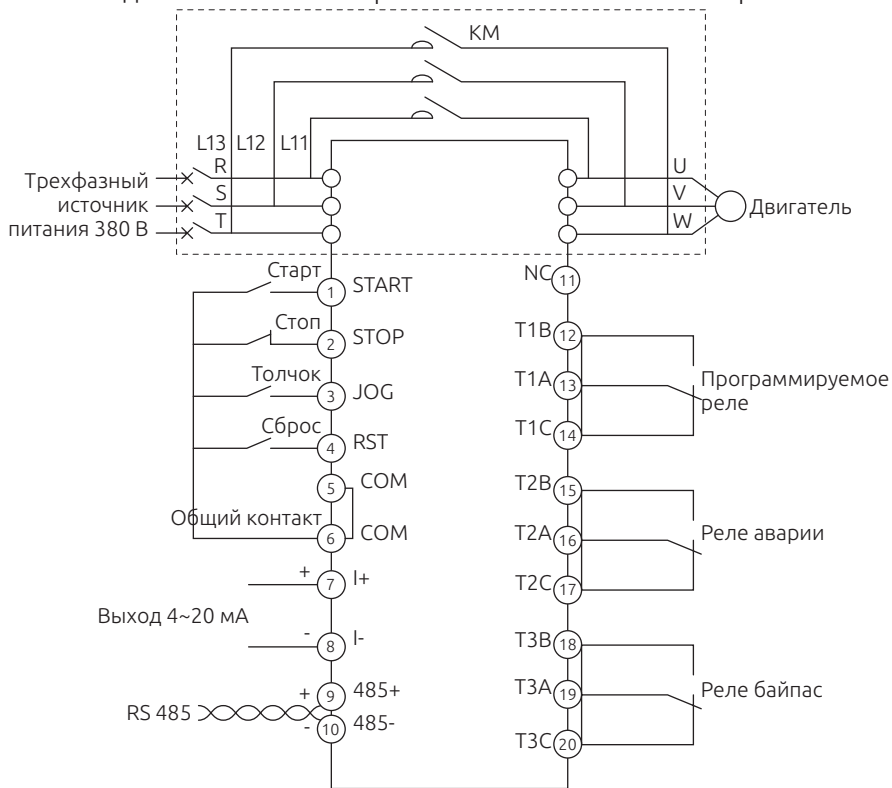 KM
L13 L12 L11
R
S
T
Трехфазный
источник
питания 380 В
U
V
W
Двигатель
Старт
1
START
Стоп
2
STOP
Толчок
3
JOG
Сброс
4
RST
5
COM
Общий контакт
6
COM
+
7
I+
Выход 4~20 мА
-
8
I-
RS 485
+
9
485+
-
10
485-
NC
11
T1B
12
T1A
13
T1C
14
Программируемое
реле
T2B
15
T2A
16
T2C
17
Реле аварии
T3B
18
T3A
19
T3C
20
Реле байпас